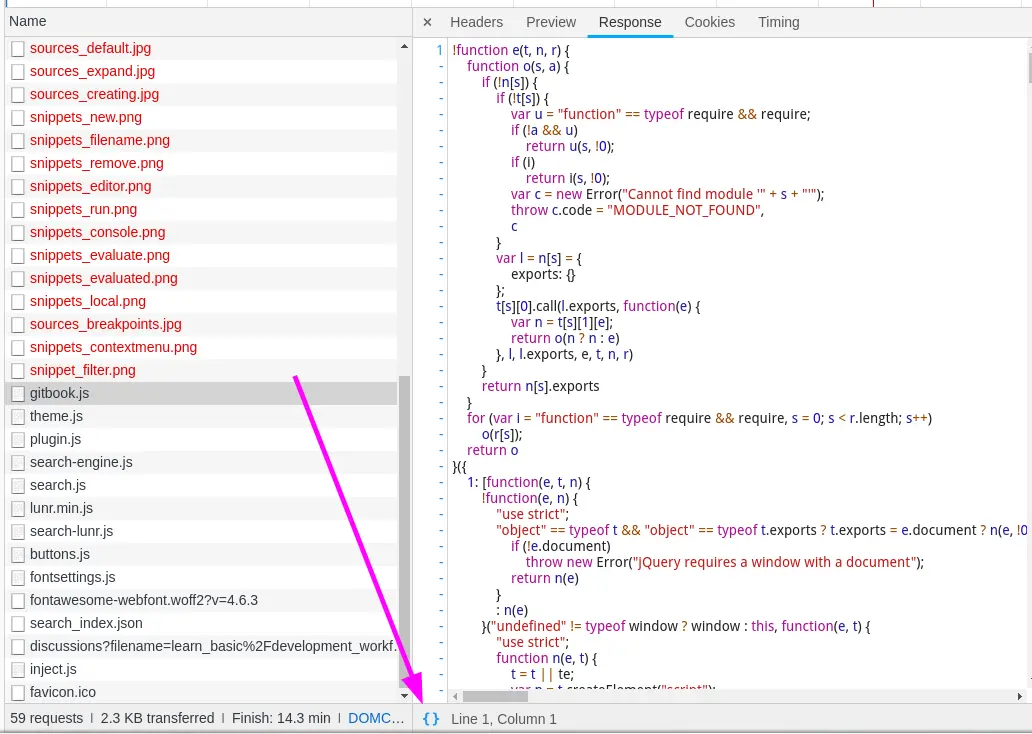 Name
sources_default.jpg
sources_expand.jpg
sources_creating.jpg
snippets_new.png
snippets_filename.png
snippets_remove.png
snippets_editor.png
snippets_run.png
snippets_console.png
snippets_evaluate.png
snippets_evaluated.png
snippets_local.png
sources_breakpoints.jpg
snippets_contextmenu.png
snippet_filter.png
gitbook.js
theme.js
plugin.js
search-engine.js
search.js
lunr.min.js
search-lunr.js
buttons.js
fontsettings.js
fontawesome-webfont.woff2?v=4.6.3
search_index.json
discussions?filename=learn_basic%2Fdevelopment_workf…
inject.js
favicon.ico
59 requests | 2.3 KB transferred | Finish: 14.3 min | DOMC…
× Headers Preview Response Cookies Timing
1 !function e(t, n, r) {
- function o(s, a) {
- if (!n[s]) {
- if (!t[s]) {
- var u = "function" == typeof require && require;
- if (!a && u)
- return u(s, !0);
- if (i)
- return i(s, !0);
- var c = new Error("Cannot find module '" + s + "'");
- throw c.code = "MODULE_NOT_FOUND",
- c
- }
- var l = n[s] = {
- exports: {}
- };
- t[s][0].call(l.exports, function(e) {
- var n = t[s][1][e];
- return o(n ? n : e)
- }, l, l.exports, e, t, n, r)
- }
- return n[s].exports
- }
- for (var i = "function" == typeof require && require, s = 0; s < r.length; s++)
- o(r[s]);
- return o
- }({
- 1: [function(e, t, n) {
- !function(e, n) {
- "use strict";
- "object" == typeof t && "object" == typeof t.exports ? t.exports = e.document ? n(e, !0
- if (!e.document)
- throw new Error("jQuery requires a window with a document");
- return n(e)
- }
- : n(e)
- }("undefined" != typeof window ? window : this, function(e, t) {
- "use strict";
- function n(e, t) {
- t = t || te;
- var n = t.createElement("script");
{} Line 1, Column 1